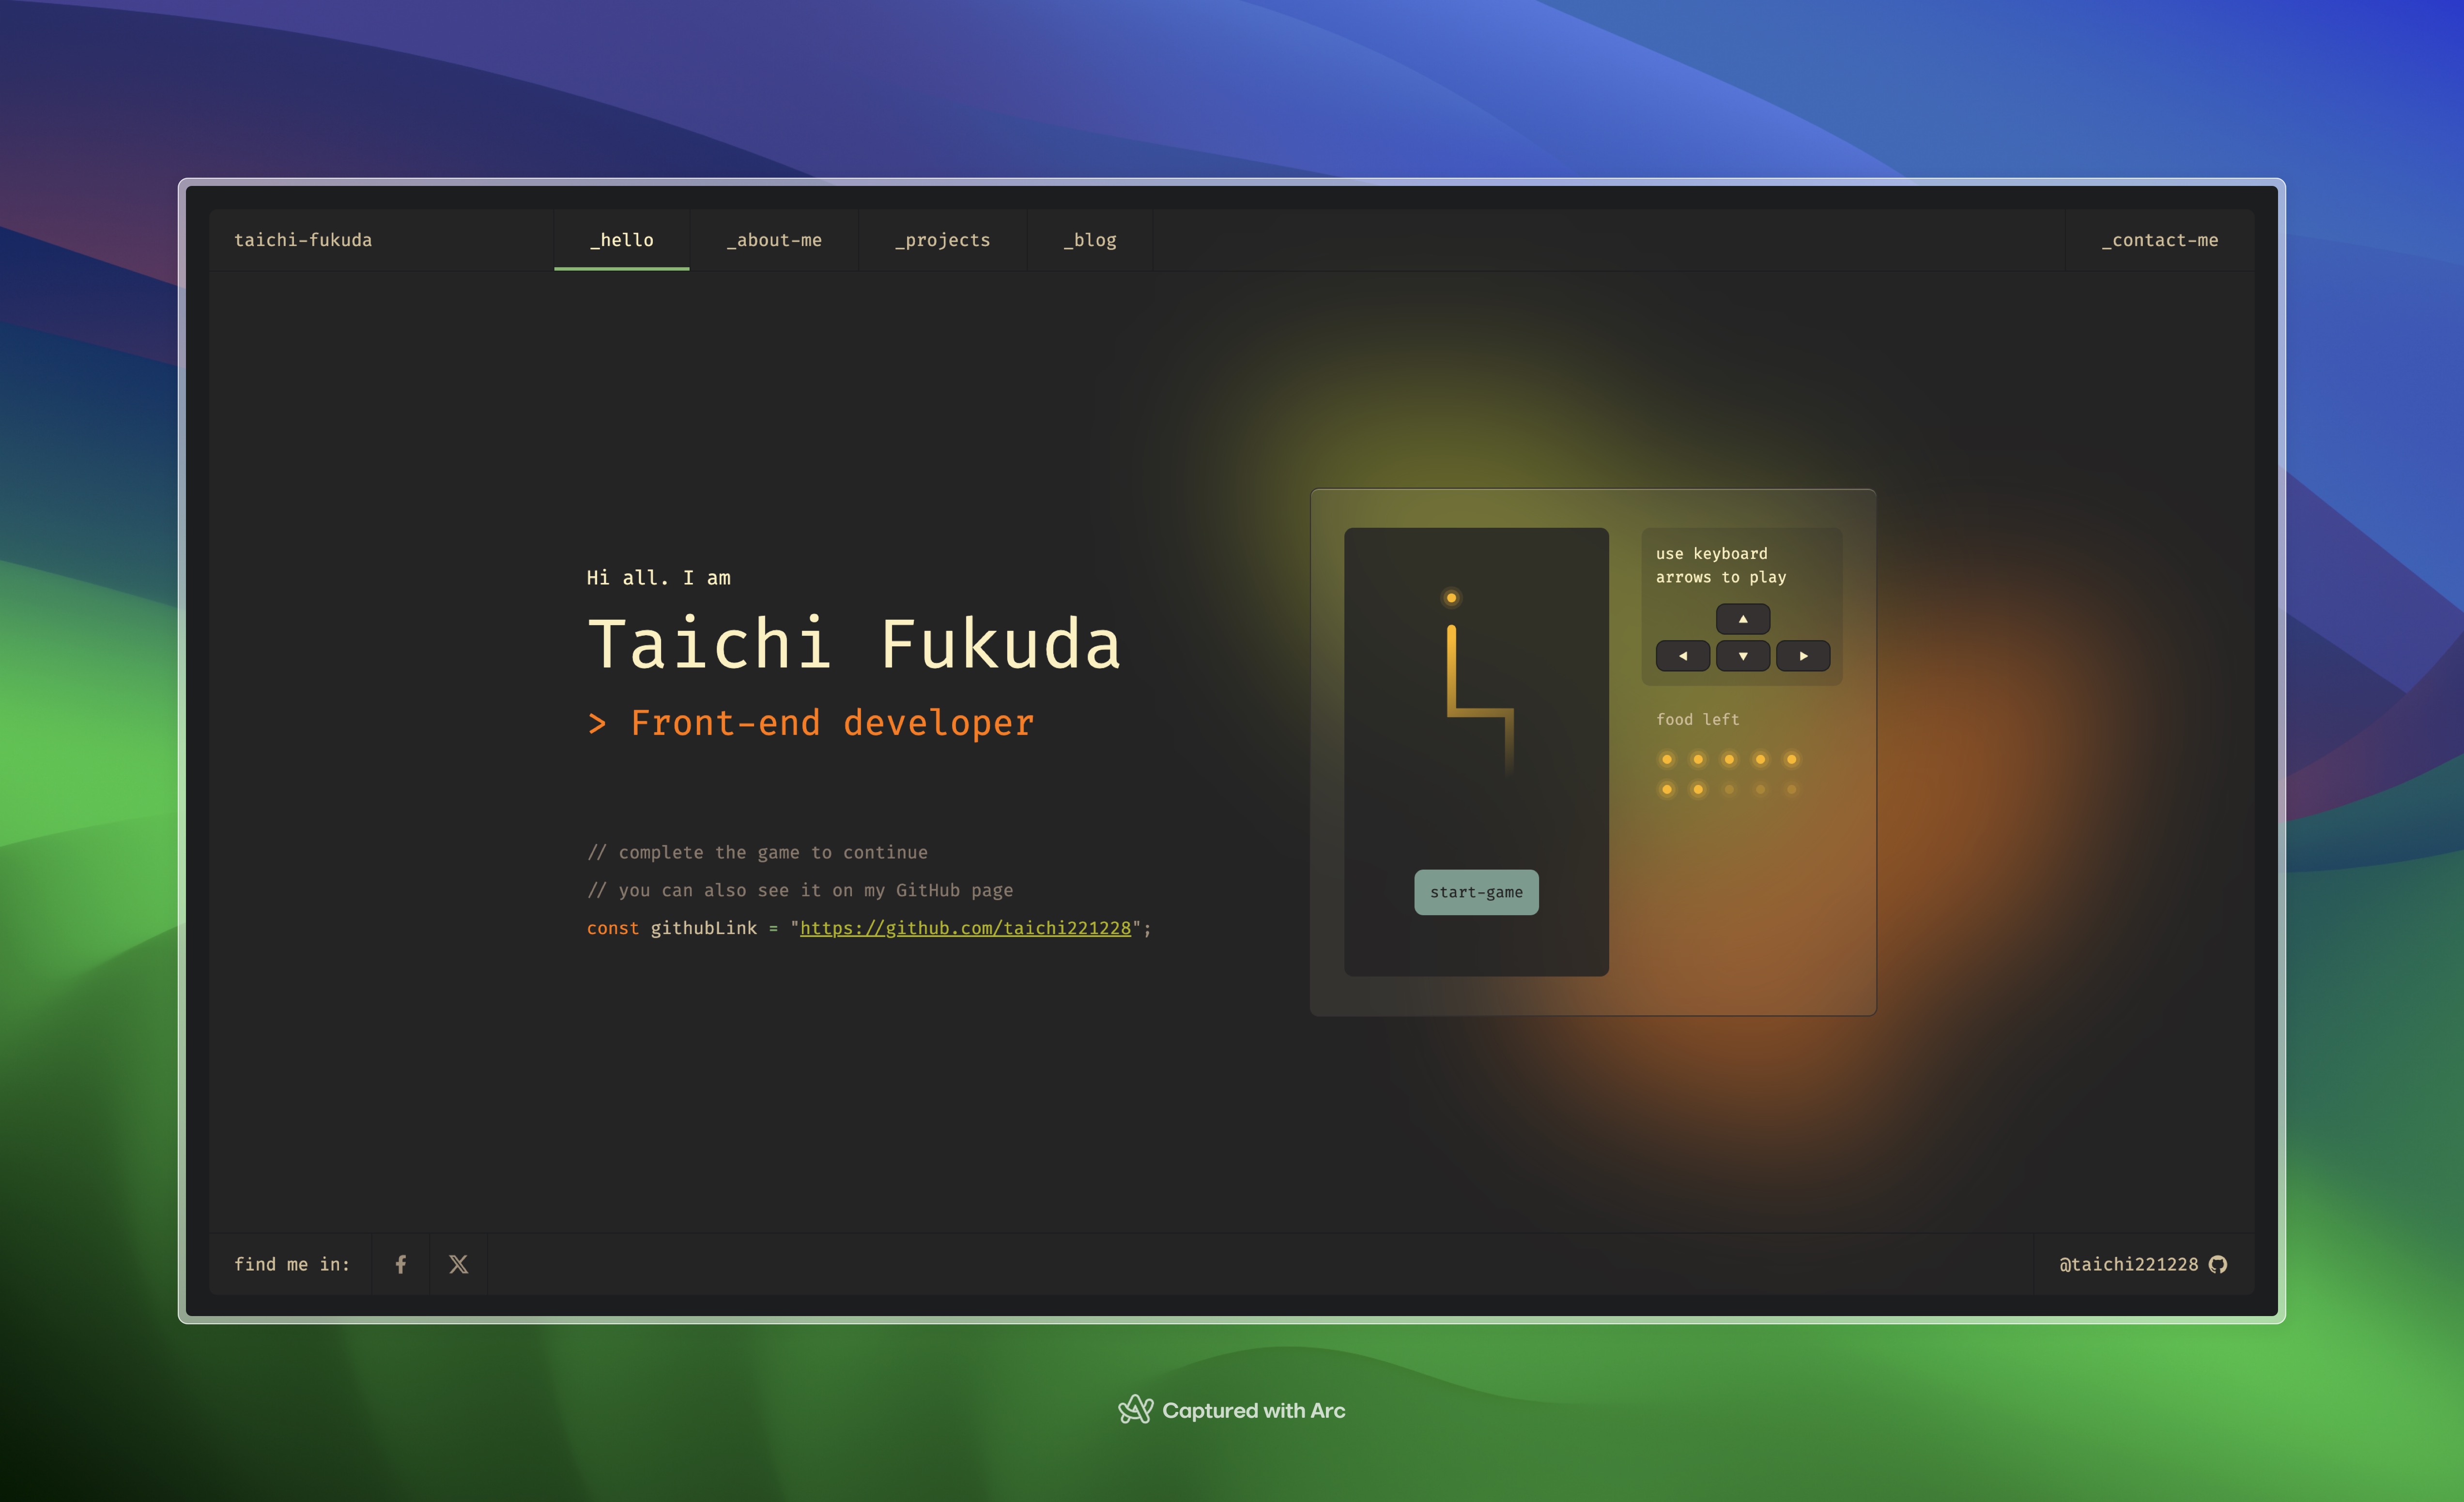 taichi-fukuda
_hello
_about-me
_projects
_blog
_contact-me
Hi all. I am
Taichi Fukuda
> Front-end developer
// complete the game to continue
// you can also see it on my GitHub page
const githubLink = "https://github.com/taichi221228";
use keyboard
arrows to play
food left
start-game
find me in:
@taichi221228
Captured with Arc